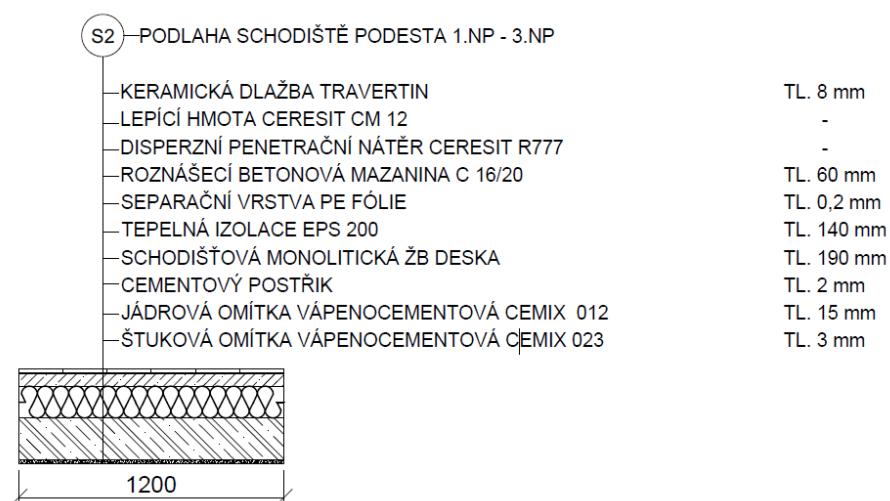 S2 PODLAHA SCHODIŠTĚ PODESTA 1.NP - 3.NP
KERAMICKÁ DLAŽBA TRAVERTIN TL. 8 mm
LEPÍCÍ HMOTA CERESIT CM 12 -
DISPERZNÍ PENETRAČNÍ NÁTĚR CERESIT R777 -
ROZNÁŠECÍ BETONOVÁ MAZANINA C 16/20 TL. 60 mm
SEPARAČNÍ VRSTVA PE FÓLIE TL. 0,2 mm
TEPELNÁ IZOLACE EPS 200 TL. 140 mm
SCHODIŠŤOVÁ MONOLITICKÁ ŽB DESKA TL. 190 mm
CEMENTOVÝ POSTŘIK TL. 2 mm
JÁDROVÁ OMÍTKA VÁPENOCEMENTOVÁ CEMIX 012 TL. 15 mm
ŠTUKOVÁ OMÍTKA VÁPENOCEMENTOVÁ CEMIX 023 TL. 3 mm
1200